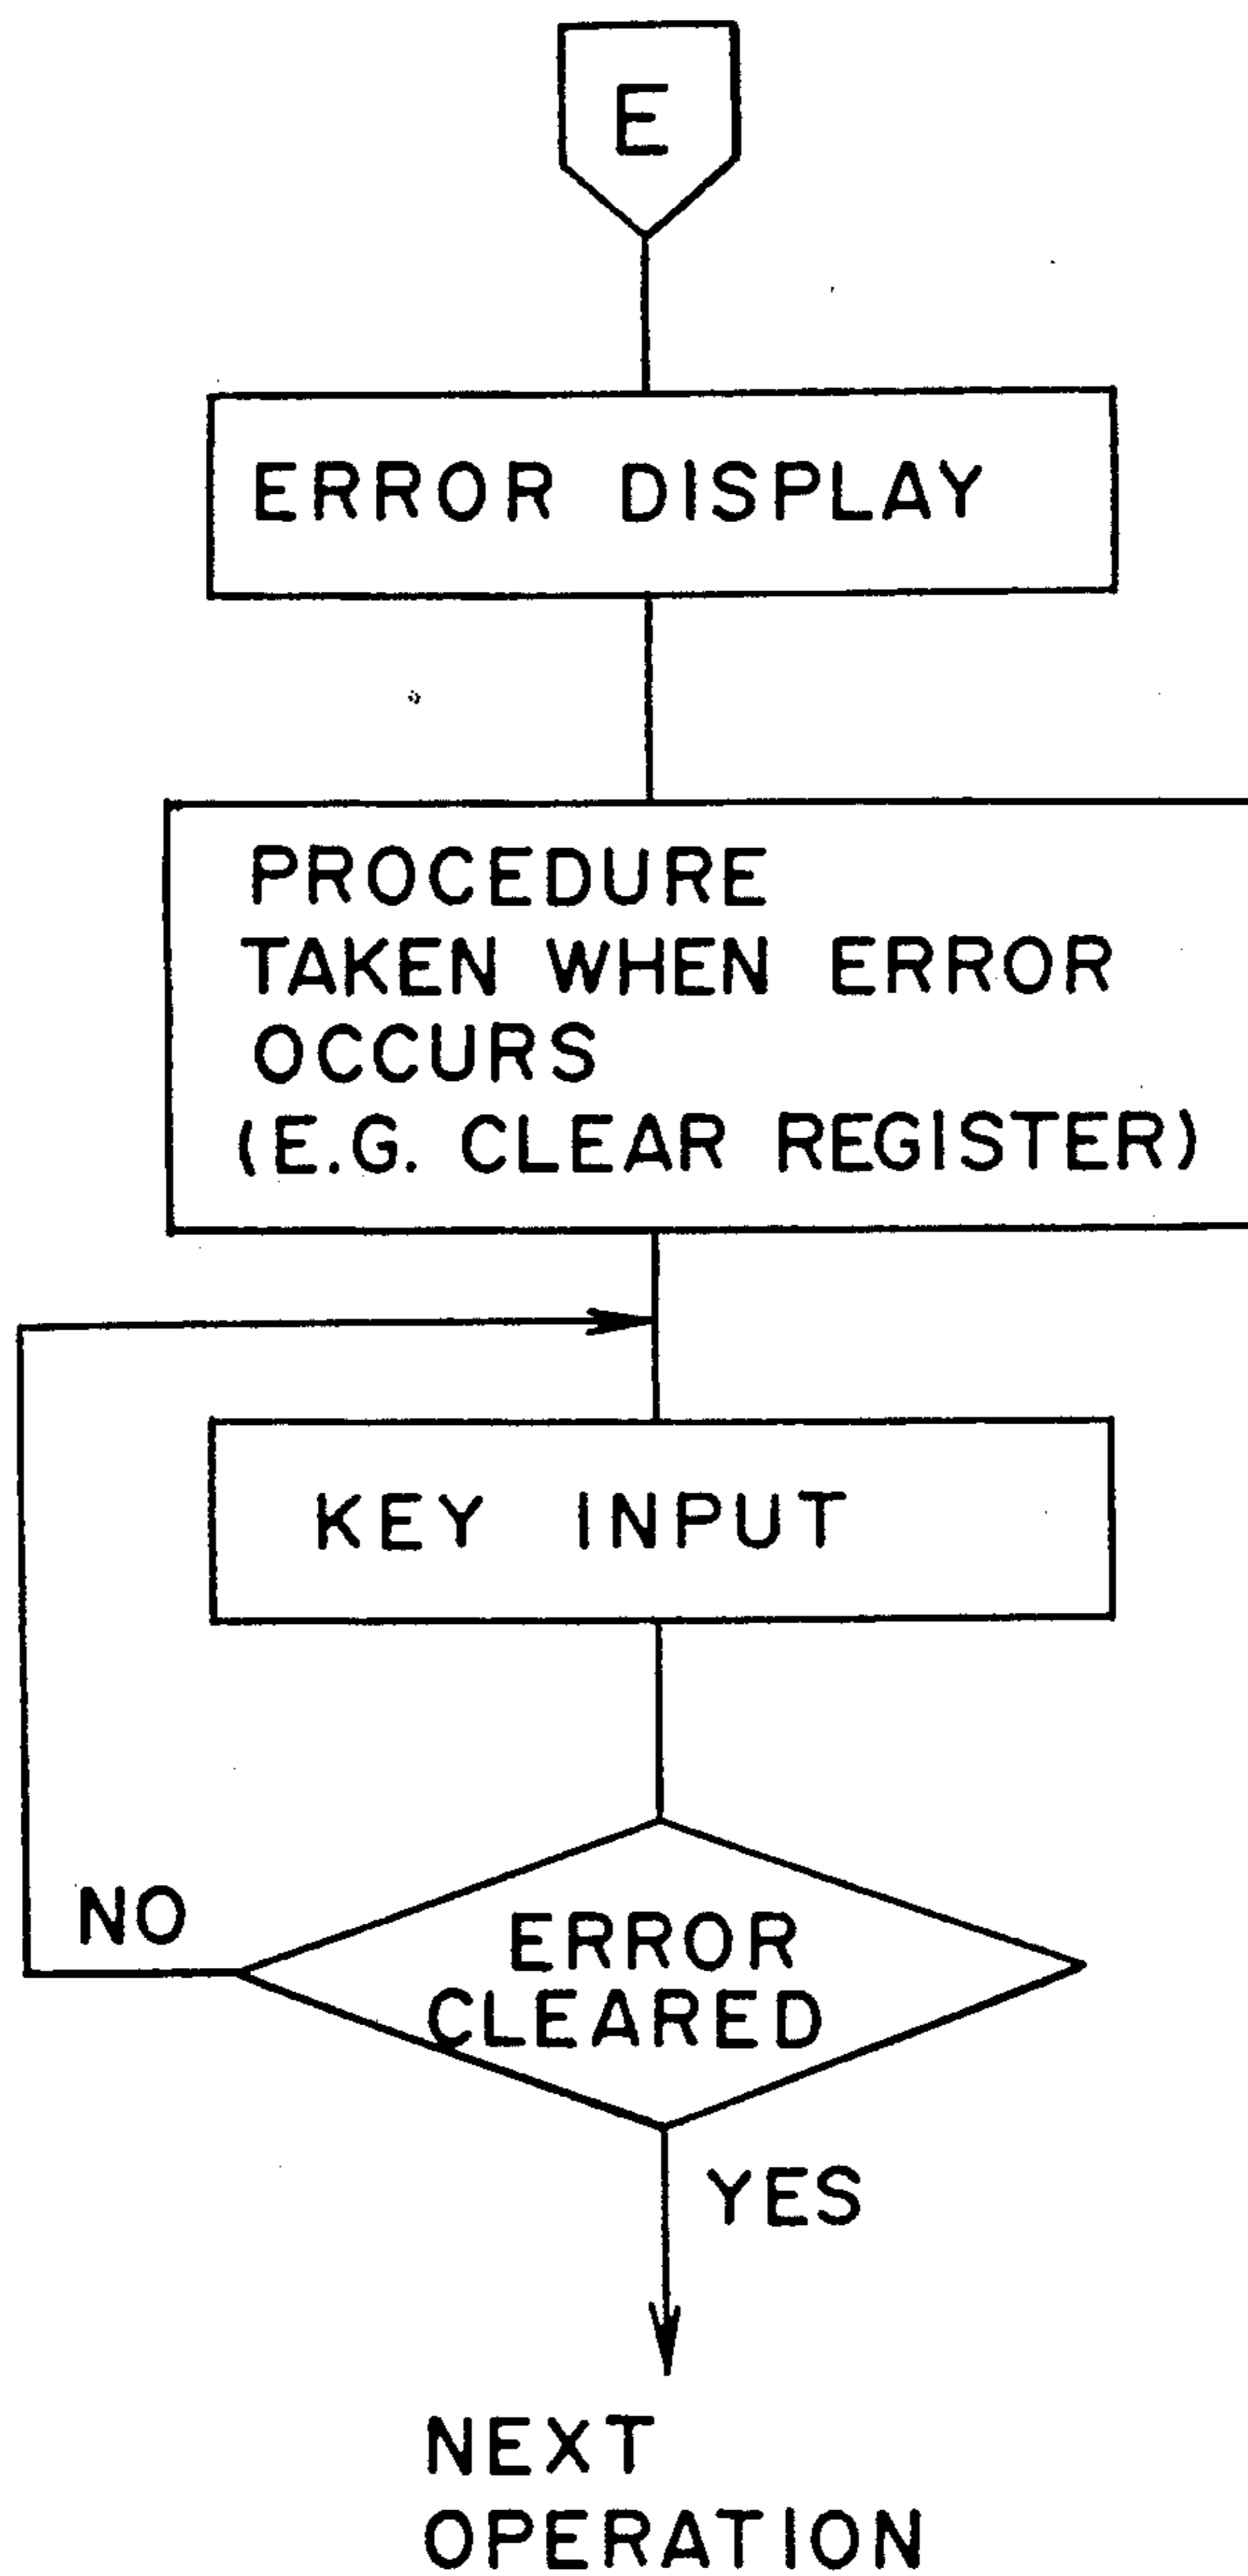 E
ERROR DISPLAY
PROCEDURE
TAKEN WHEN ERROR
OCCURS
(E.G. CLEAR REGISTER)
KEY INPUT
NO
ERROR
CLEARED
YES
NEXT
OPERATION